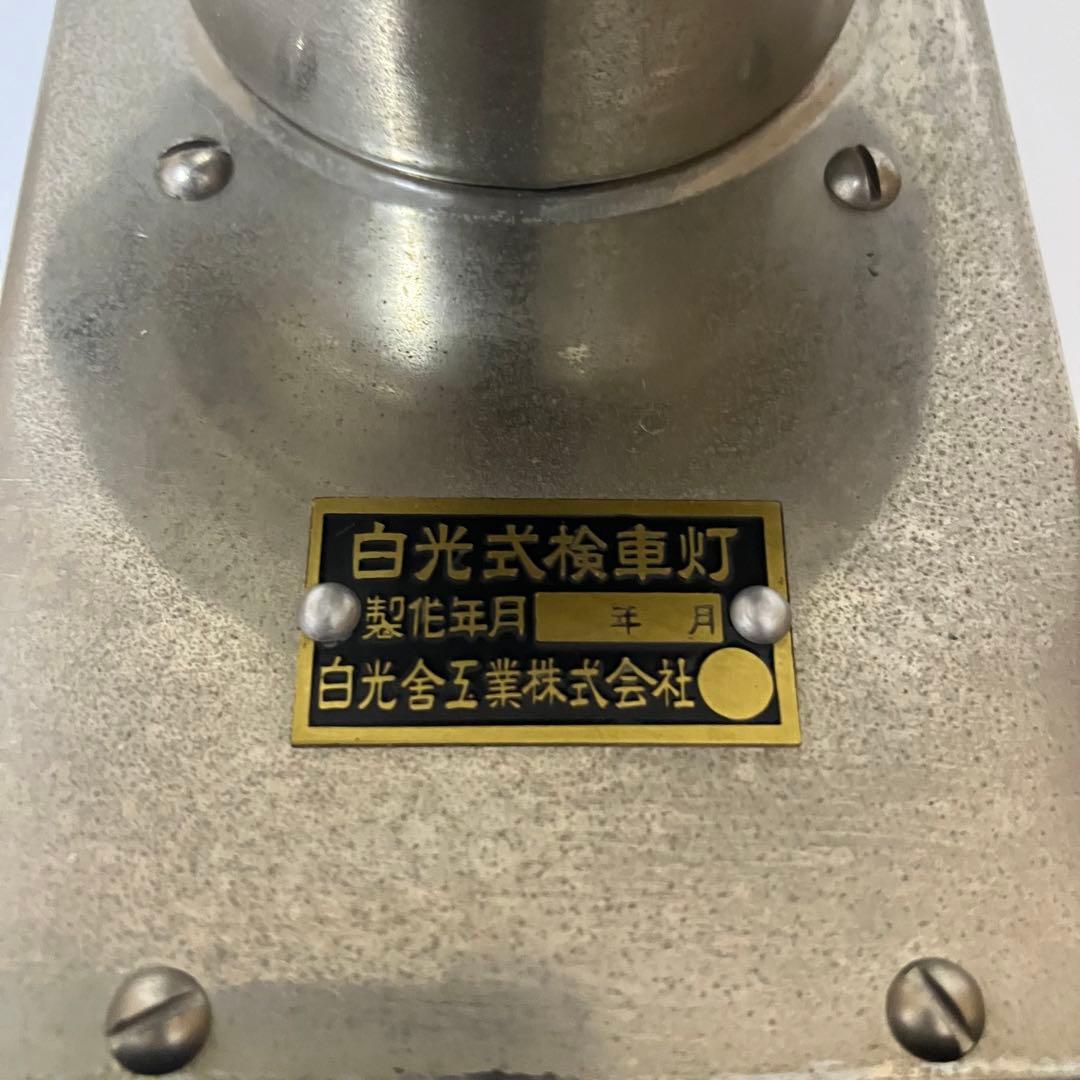 白光式検車灯
製作年月 年 月
白光舎工業株式会社